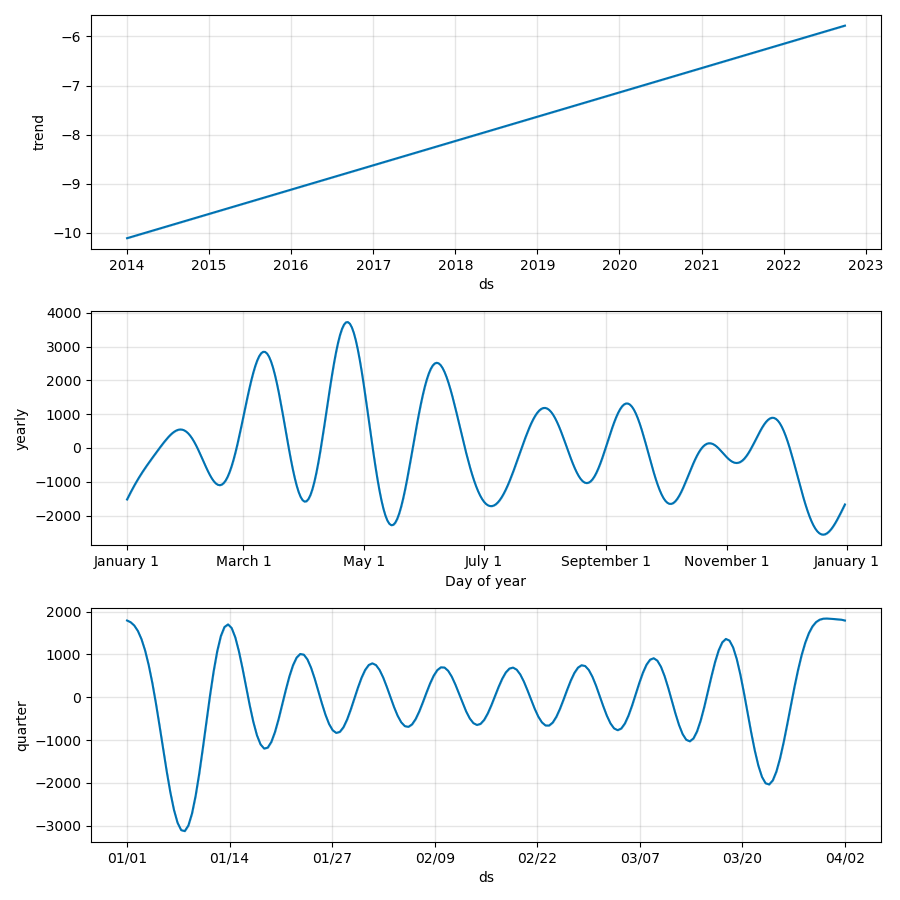 −6
−7
−8
−9
−10
trend
2014 2015 2016 2017 2018 2019 2020 2021 2022 2023
ds
4000
3000
2000
1000
0
−1000
−2000
yearly
January 1 March 1 May 1 July 1 September 1 November 1 January 1
Day of year
2000
1000
0
−1000
−2000
−3000
quarter
01/01 01/14 01/27 02/09 02/22 03/07 03/20 04/02
ds